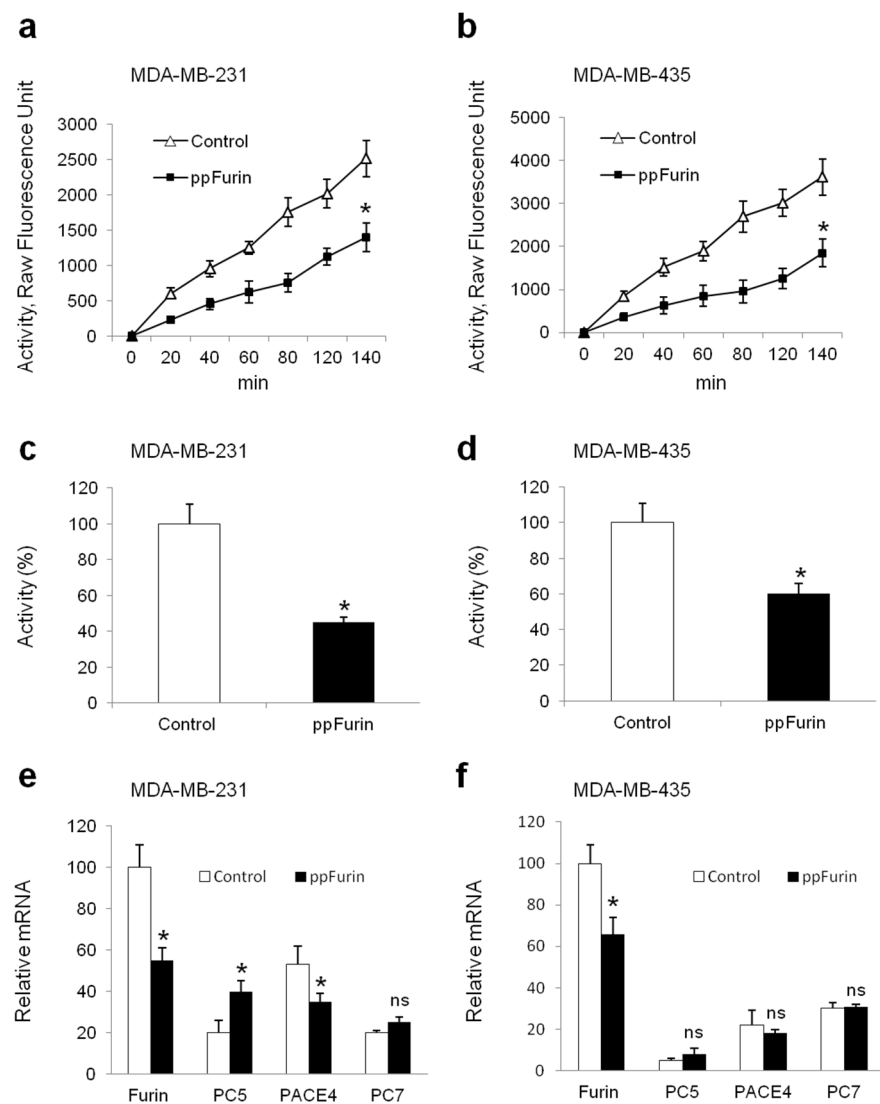 a
MDA-MB-231
Activity, Raw Fluorescence Unit
3000
2500
2000
1500
1000
500
0
Control
ppFurin
*
0 20 40 60 80 120 140
min
b
MDA-MB-435
Activity, Raw Fluorescence Unit
5000
4000
3000
2000
1000
0
Control
ppFurin
*
0 20 40 60 80 120 140
min
c
MDA-MB-231
Activity (%)
120
100
80
60
40
20
0
*
Control ppFurin
d
MDA-MB-435
Activity (%)
120
100
80
60
40
20
0
*
Control ppFurin
e
MDA-MB-231
Relative mRNA
120
100
80
60
40
20
0
Control ppFurin
* * * ns
Furin PC5 PACE4 PC7
f
MDA-MB-435
Relative mRNA
120
100
80
60
40
20
0
Control ppFurin
* ns ns ns
Furin PC5 PACE4 PC7